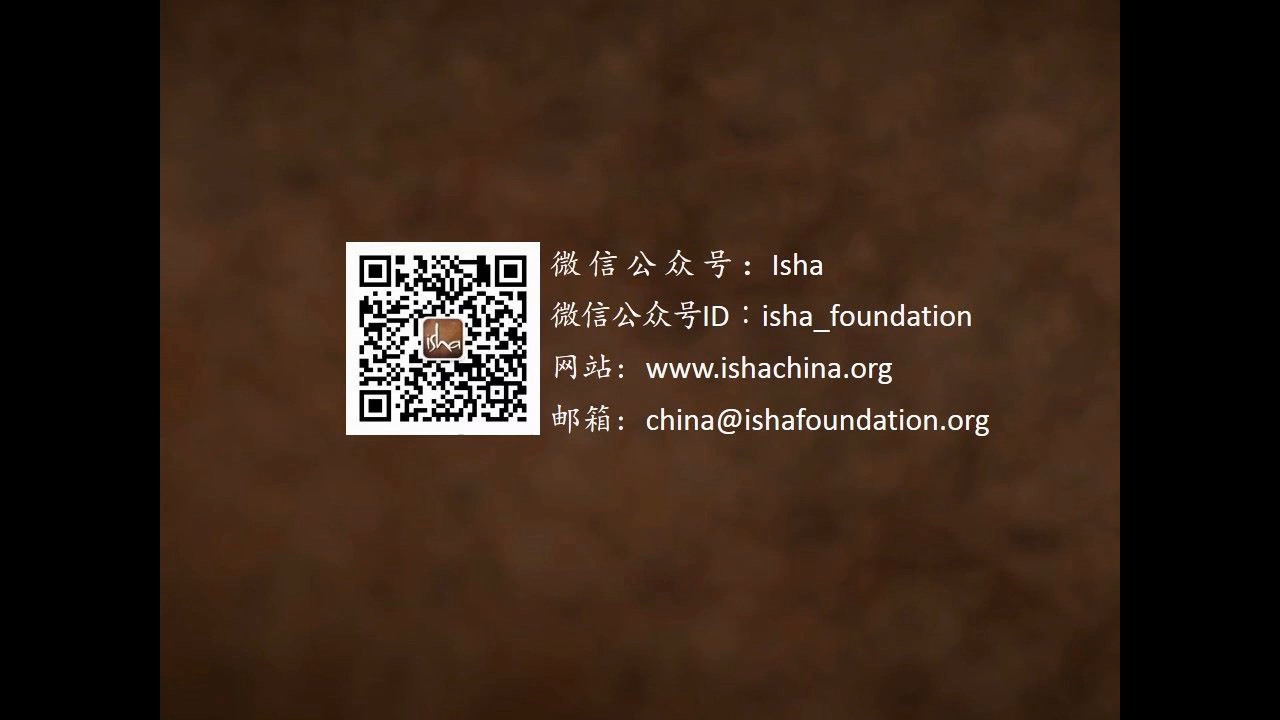 isha
微信公众号：Isha
微信公众号ID：isha_foundation
网站：www.ishachina.org
邮箱：china@ishafoundation.org